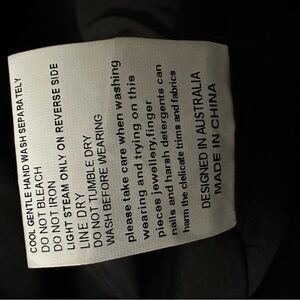 COOL GENTLE HAND WASH SEPARATELY
DO NOT BLEACH
DO NOT IRON
LIGHT STEAM ONLY ON REVERSE SIDE
LINE DRY
DO NOT TUMBLE DRY
WASH BEFORE WEARING
please take care when washing
wearing and trying on this
pieces jewellery,finger
nails and harsh detergents can
harm the clelicate trims and fabrics
DESIGNED IN AUSTRALIA
MADE IN CHINA